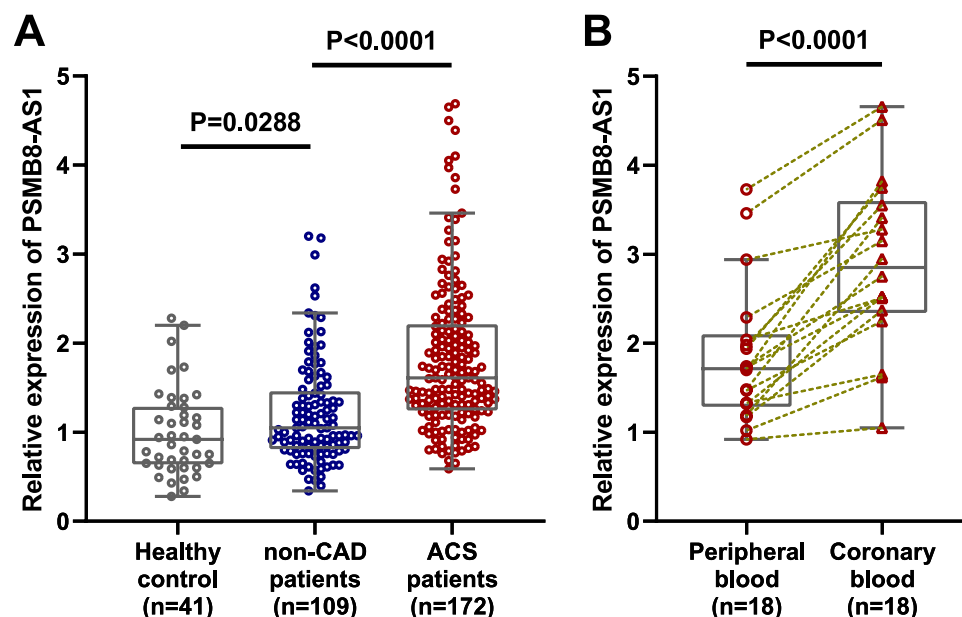 A
Relative expression of PSMB8-AS1
5
4
3
2
1
0
P=0.0288
P<0.0001
Healthy
control
(n=41)
non-CAD
patients
(n=109)
ACS
patients
(n=172)
B
Relative expression of PSMB8-AS1
5
4
3
2
1
0
P<0.0001
Peripheral
blood
(n=18)
Coronary
blood
(n=18)